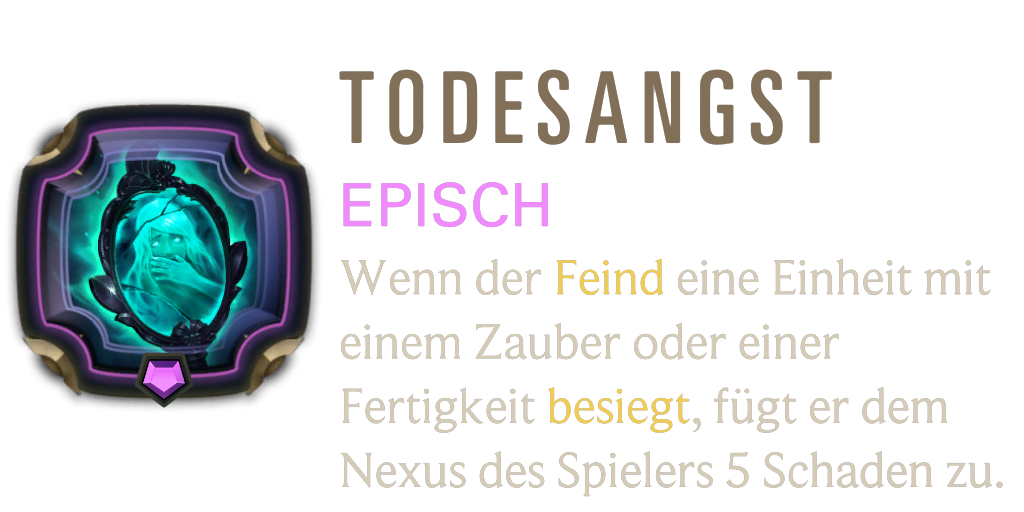 TODESANGST
EPISCH
Wenn der Feind eine Einheit mit
einem Zauber oder einer
Fertigkeit besiegt, fügt er dem
Nexus des Spielers 5 Schaden zu.